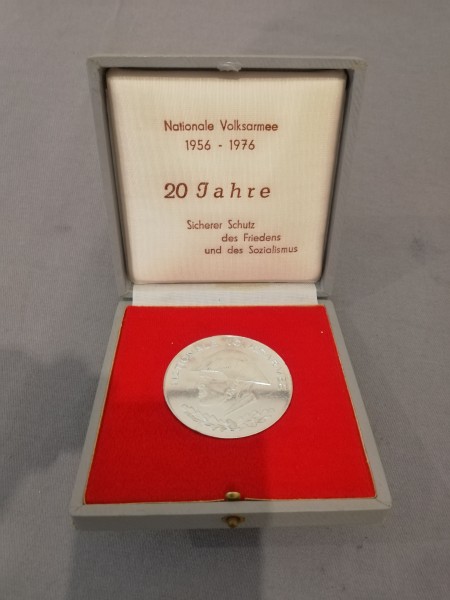 Nationale Volksarmee
1956 - 1976
20 Jahre
Sicherer Schutz
des Friedens
und des Sozialismus